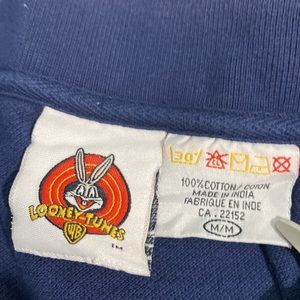 LOONEY TUNES
WB
TM
30
100% COTTON / COTON
MADE IN INDIA
FABRIQUE EN INDE
CA. 22152
M/M